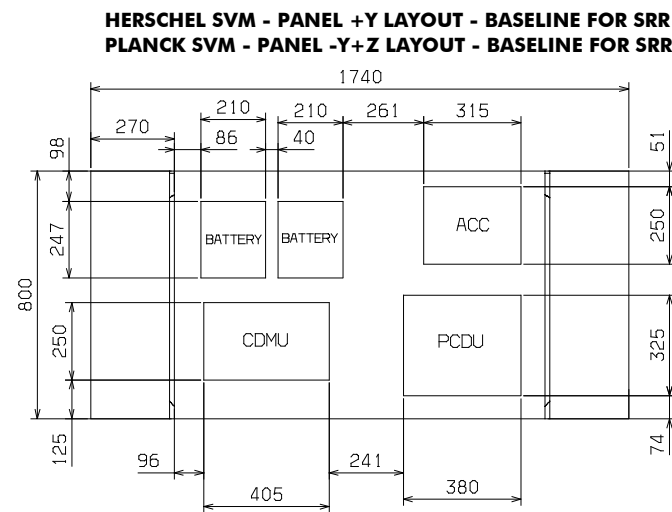 HERSCHEL SVM - PANEL +Y LAYOUT - BASELINE FOR SRR
PLANCK SVM - PANEL -Y+Z LAYOUT - BASELINE FOR SRR
1740
210 210 261 315
270 86 40
98 51
BATTERY BATTERY ACC
247 250
800
CDMU PCDU
250 325
125 74
96 241
405 380